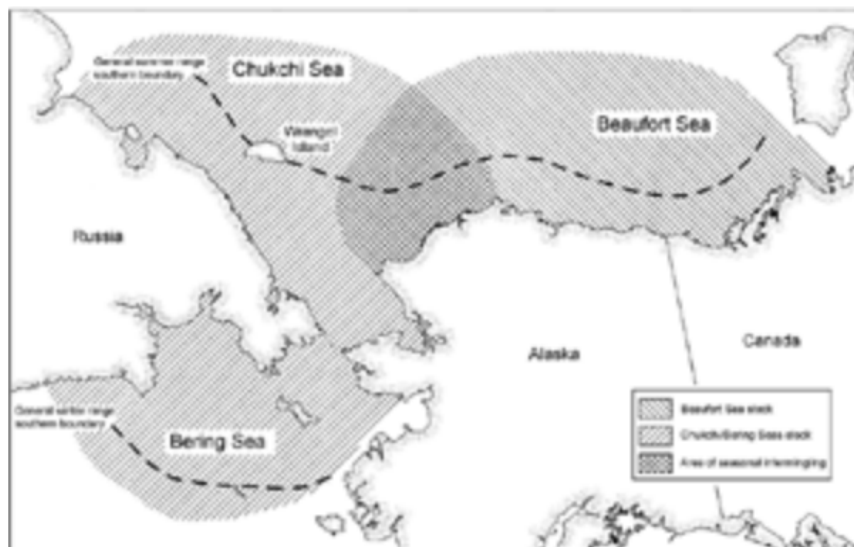 General summer range
southern boundary
Chukchi Sea
Wrangel
Island
Beaufort Sea
Russia
Alaska
Canada
General winter range
southern boundary
Bering Sea
Beaufort Sea stock
Chukchi/Bering Seas stock
Area of seasonal intermingling